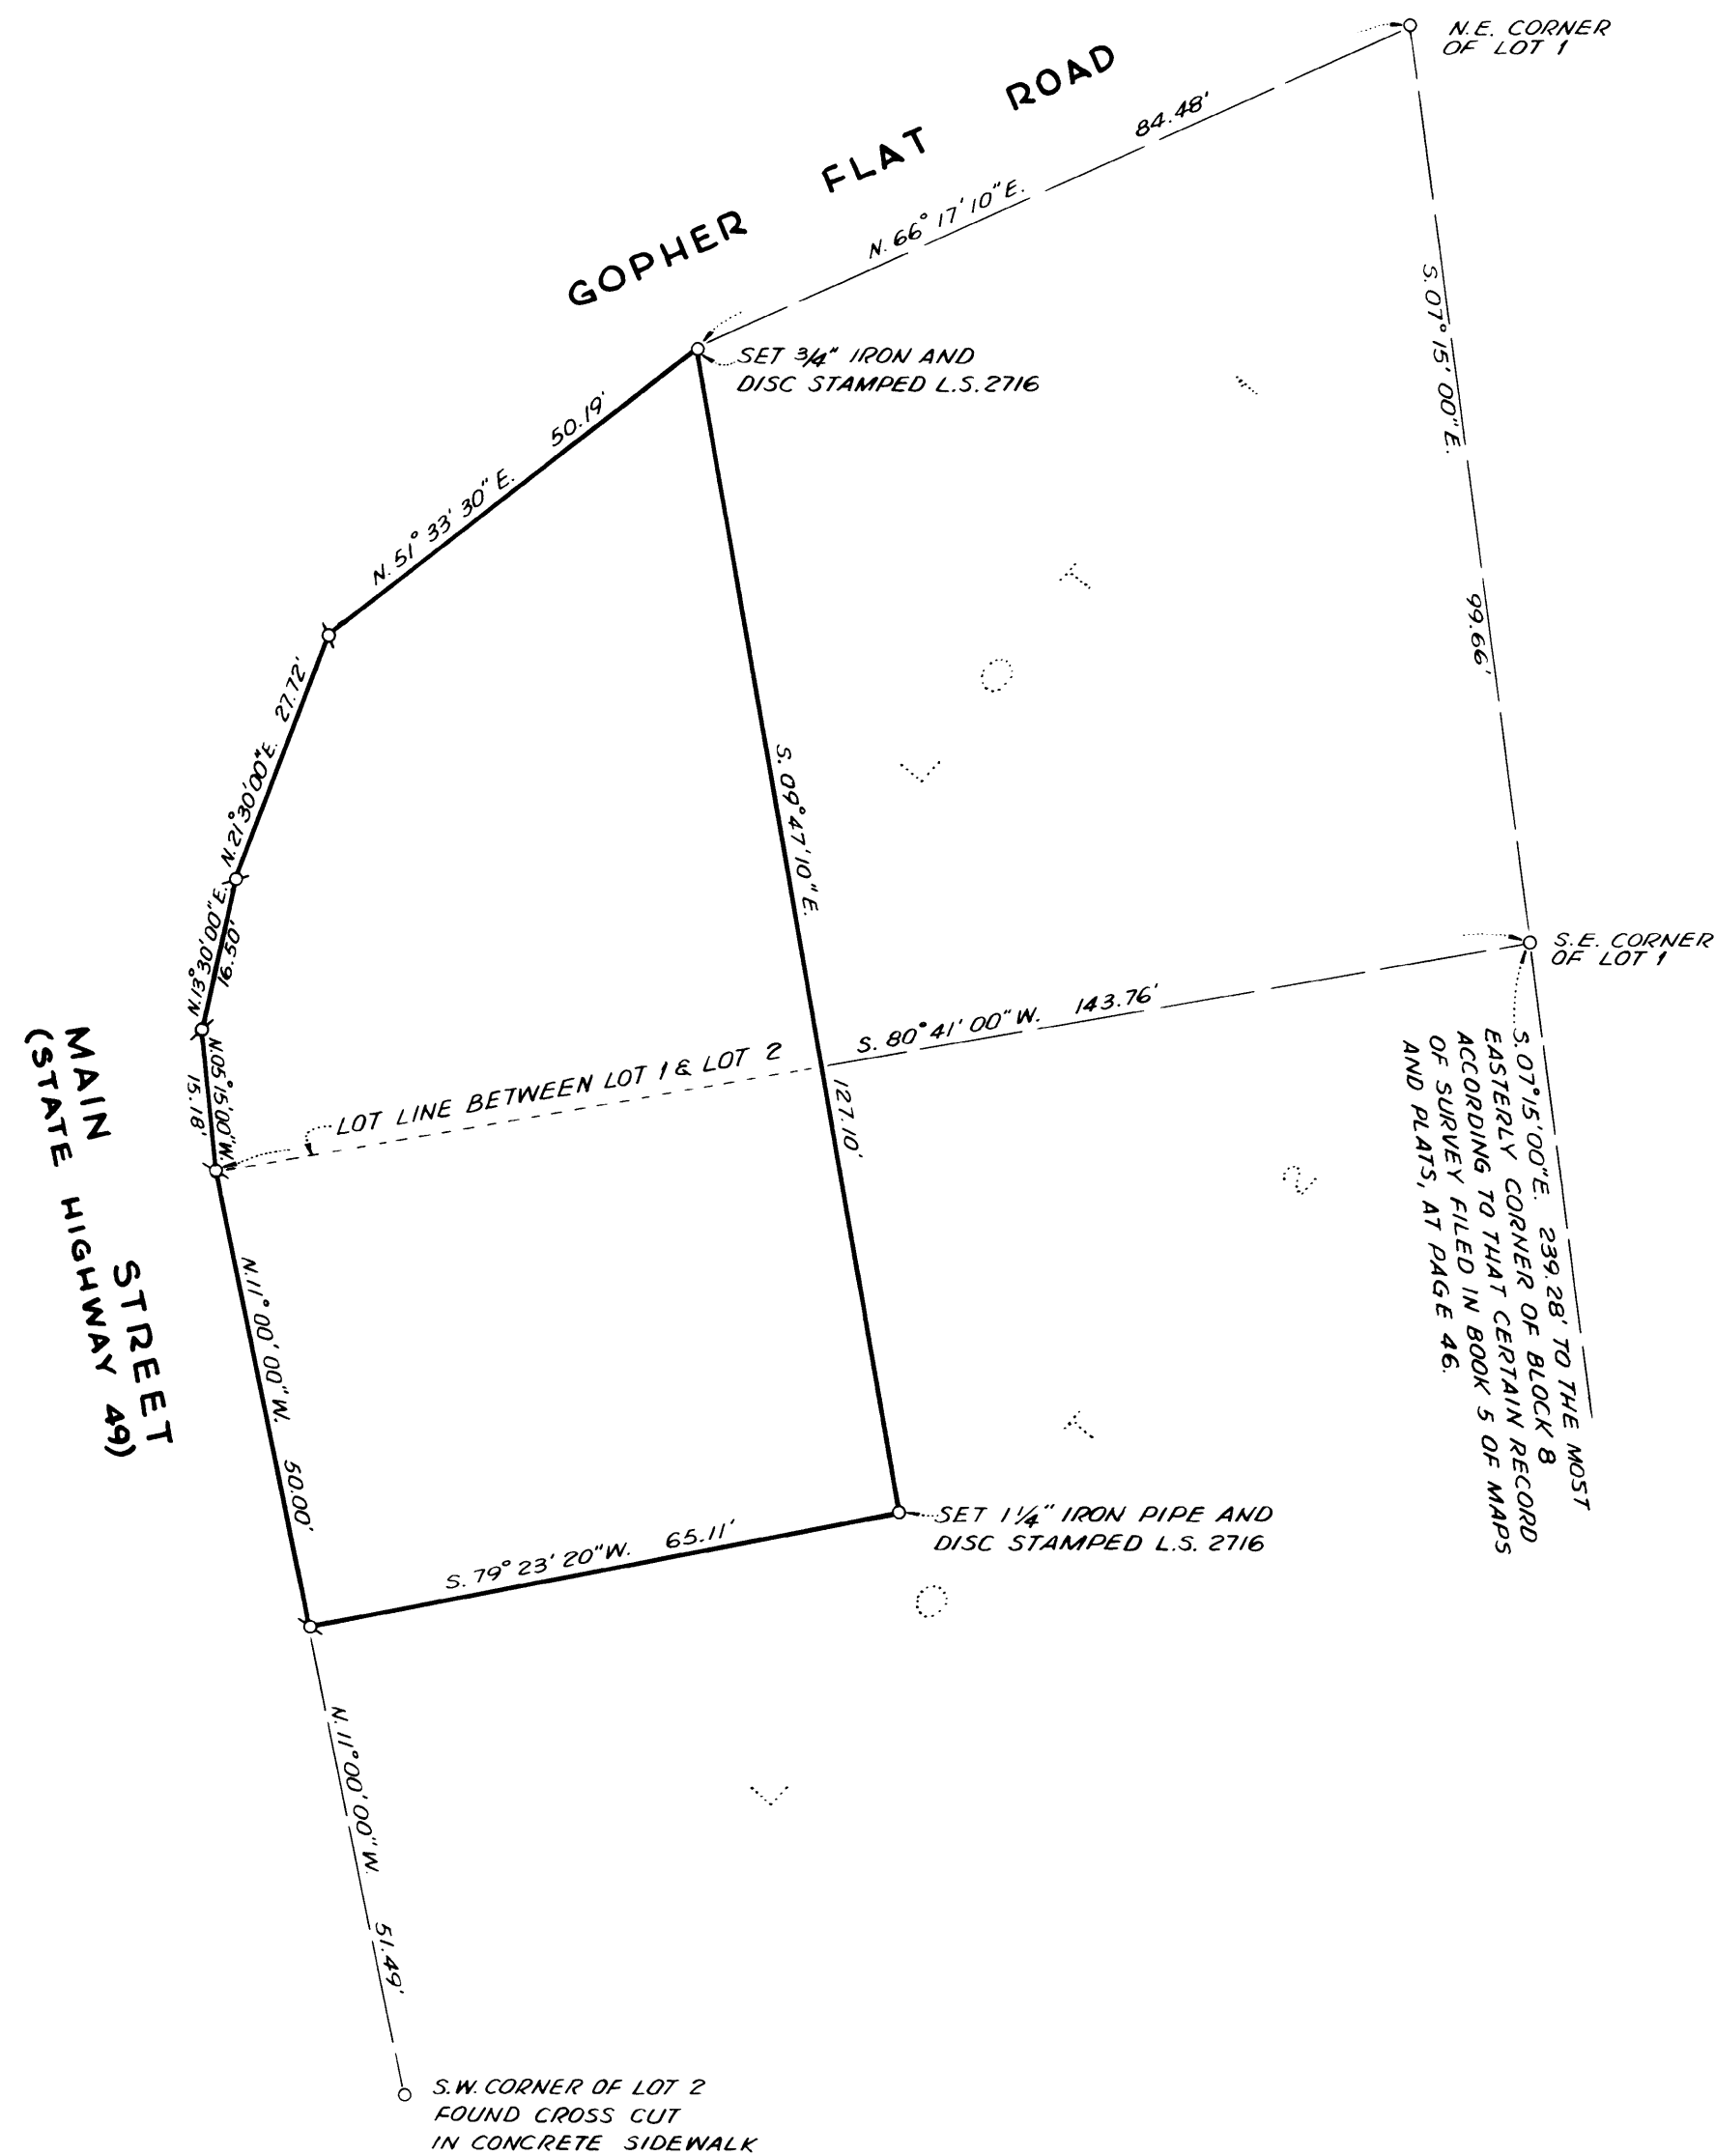 N.E. CORNER
OF LOT 1
GOPHER FLAT ROAD
84.48'
N. 66° 17' 10" E.
SET 3/4" IRON AND
DISC STAMPED L.S. 2716
S. 07° 15' 00" E.
99.66'
50.19'
N. 51° 33' 30" E.
LOT 1
27.72'
N. 21° 30' 00" E.
S. 09° 47' 10" E.
127.10'
N. 13° 30' 00" E.
16.50'
S.E. CORNER
OF LOT 1
S. 80° 41' 00" W. 143.76'
LOT LINE BETWEEN LOT 1 & LOT 2
N. 05° 15' 00" W.
15.18'
MAIN STREET
(STATE HIGHWAY 49)
S. 07° 15' 00" E. 239.28' TO THE MOST
EASTERLY CORNER OF BLOCK 8
ACCORDING TO THAT CERTAIN RECORD
OF SURVEY FILED IN BOOK 5 OF MAPS
AND PLATS, AT PAGE 46.
LOT 2
N. 11° 00' 00" W. 50.00'
SET 1 1/4" IRON PIPE AND
DISC STAMPED L.S. 2716
S. 79° 23' 20" W. 65.11'
N. 11° 00' 00" W. 51.49'
S.W. CORNER OF LOT 2
FOUND CROSS CUT
IN CONCRETE SIDEWALK